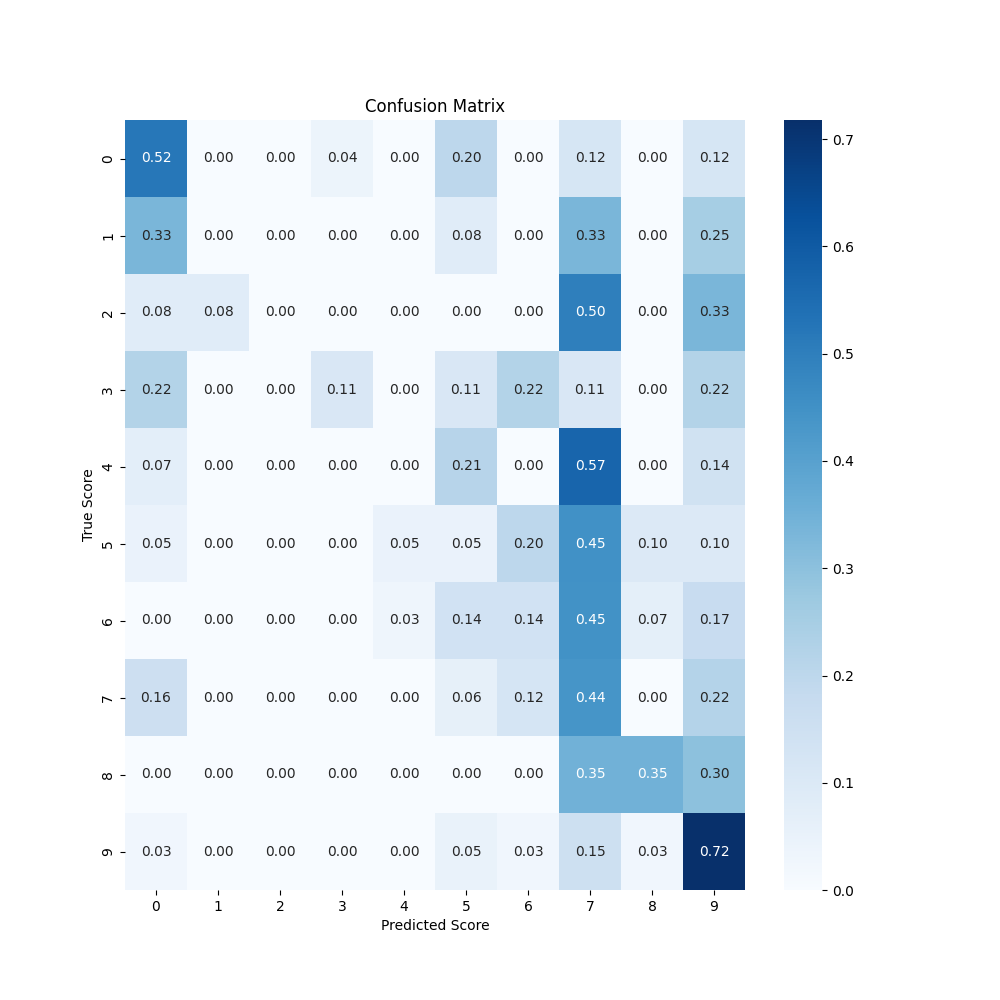 Confusion Matrix
True Score
0 0.52 0.00 0.00 0.04 0.00 0.20 0.00 0.12 0.00 0.12
1 0.33 0.00 0.00 0.00 0.00 0.08 0.00 0.33 0.00 0.25
2 0.08 0.08 0.00 0.00 0.00 0.00 0.00 0.50 0.00 0.33
3 0.22 0.00 0.00 0.11 0.00 0.11 0.22 0.11 0.00 0.22
4 0.07 0.00 0.00 0.00 0.00 0.21 0.00 0.57 0.00 0.14
5 0.05 0.00 0.00 0.00 0.05 0.05 0.20 0.45 0.10 0.10
6 0.00 0.00 0.00 0.00 0.03 0.14 0.14 0.45 0.07 0.17
7 0.16 0.00 0.00 0.00 0.00 0.06 0.12 0.44 0.00 0.22
8 0.00 0.00 0.00 0.00 0.00 0.00 0.00 0.35 0.35 0.30
9 0.03 0.00 0.00 0.00 0.00 0.05 0.03 0.15 0.03 0.72
0 1 2 3 4 5 6 7 8 9
Predicted Score
0.7
0.6
0.5
0.4
0.3
0.2
0.1
0.0